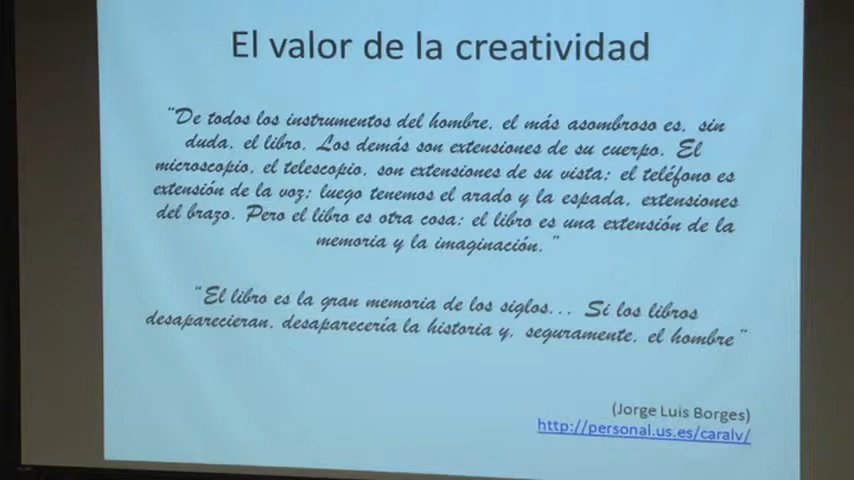 El valor de la creatividad
"De todos los instrumentos del hombre, el más asombroso es, sin
duda, el libro. Los demás son extensiones de su cuerpo. El
microscopio, el telescopio, son extensiones de su vista; el teléfono es
extensión de la voz; luego tenemos el arado y la espada, extensiones
del brazo. Pero el libro es otra cosa: el libro es una extensión de la
memoria y la imaginación."
"El libro es la gran memoria de los siglos... Si los libros
desaparecieran, desaparecería la historia y, seguramente, el hombre"
(Jorge Luis Borges)
http://personal.us.es/caralv/